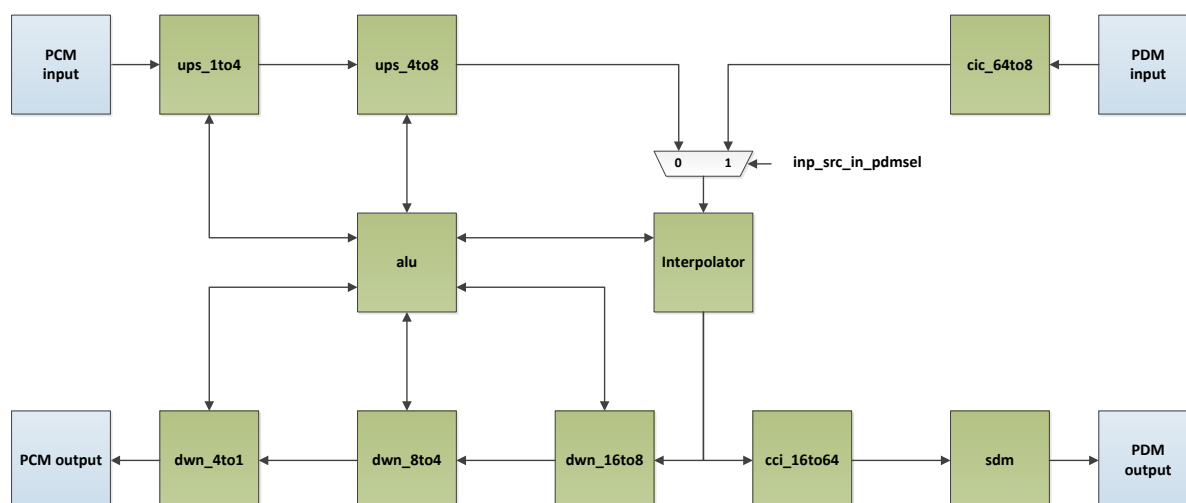 PCM
input
ups_1to4
ups_4to8
cic_64to8
PDM
input
0
1
inp_src_in_pdmsel
alu
Interpolator
PCM output
dwn_4to1
dwn_8to4
dwn_16to8
cci_16to64
sdm
PDM
output